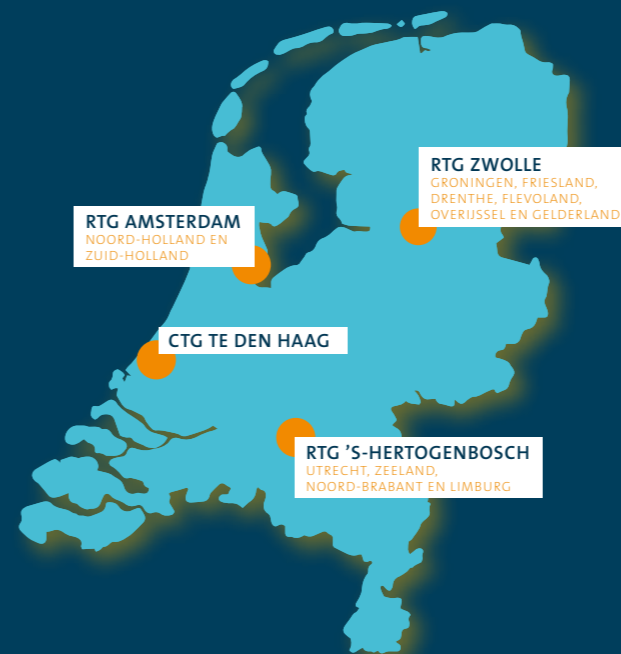 RTG ZWOLLE
GRONINGEN, FRIESLAND,
DRENTHE, FLEVOLAND,
OVERIJSSEL EN GELDERLAND
RTG AMSTERDAM
NOORD-HOLLAND EN
ZUID-HOLLAND
CTG TE DEN HAAG
RTG ’S-HERTOGENBOSCH
UTRECHT, ZEELAND,
NOORD-BRABANT EN LIMBURG